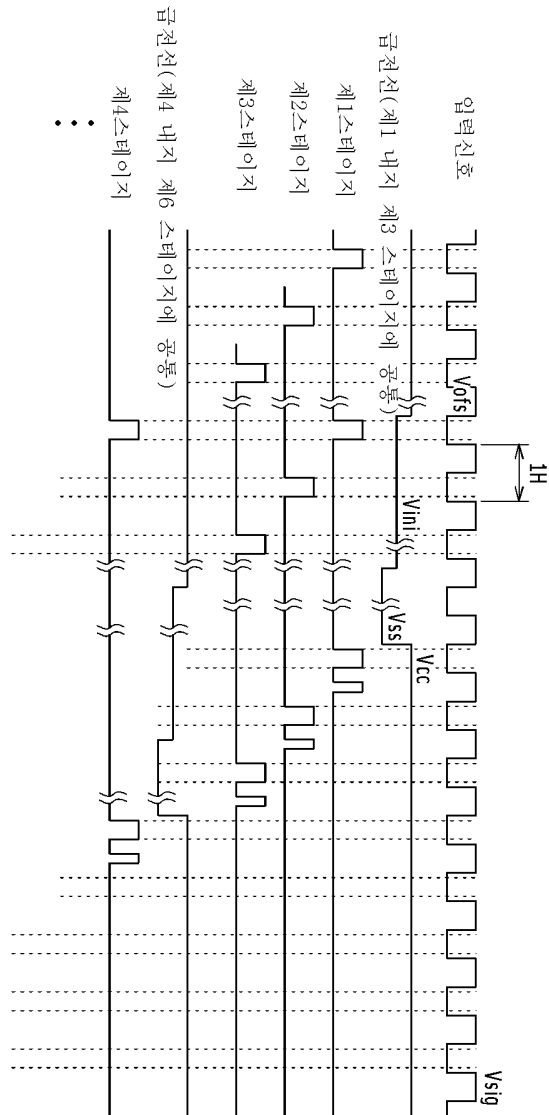 입력신호
Vofs
1H
Vsig
급전선(제1 내지 제3 스테이지에 공통)
Vini
Vss
Vcc
제1스테이지
제2스테이지
제3스테이지
급전선(제4 내지 제6 스테이지에 공통)
제4스테이지